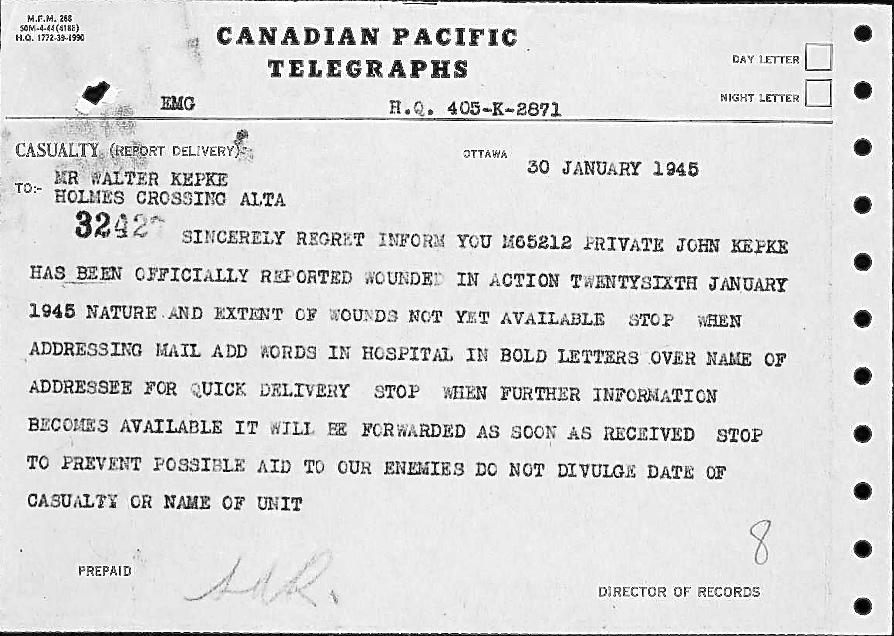 M.F.M. 268
50M-4-44(4186)
H.Q. 1772-39-1990
CANADIAN PACIFIC
TELEGRAPHS
DAY LETTER
NIGHT LETTER
EMG H.Q. 405-K-2871
CASUALTY (REPORT DELIVERY) OTTAWA 30 JANUARY 1945
TO:- MR WALTER KEPKE
HOLMES CROSSING ALTA
SINCERELY REGRET INFORM YOU M65212 PRIVATE JOHN KEPKE
HAS BEEN OFFICIALLY REPORTED WOUNDED IN ACTION TWENTYSIXTH JANUARY
1945 NATURE AND EXTENT OF WOUNDS NOT YET AVAILABLE STOP WHEN
ADDRESSING MAIL ADD WORDS IN HOSPITAL IN BOLD LETTERS OVER NAME OF
ADDRESSEE FOR QUICK DELIVERY STOP WHEN FURTHER INFORMATION
BECOMES AVAILABLE IT WILL BE FORWARDED AS SOON AS RECEIVED STOP
TO PREVENT POSSIBLE AID TO OUR ENEMIES DO NOT DIVULGE DATE OF
CASUALTY OR NAME OF UNIT
8
PREPAID
DIRECTOR OF RECORDS